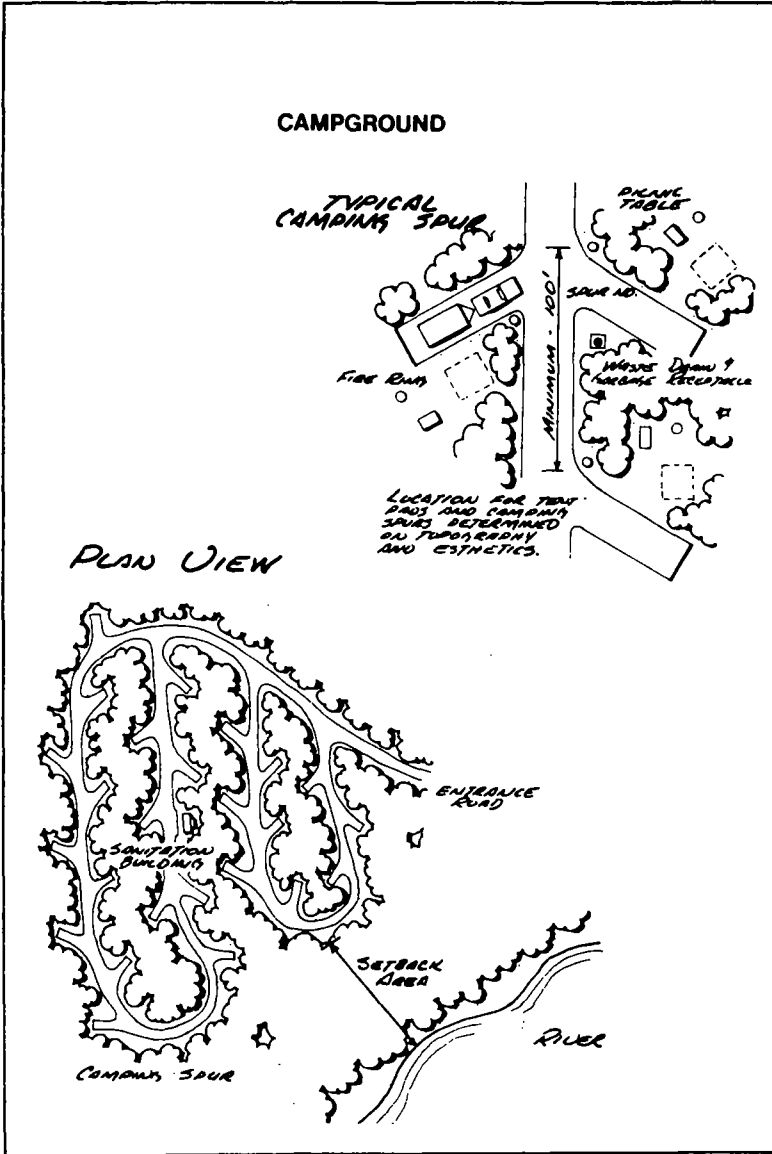 CAMPGROUND
TYPICAL
CAMPING SPUR
PICNIC
TABLE
SPUR NO.
MINIMUM - 100'
WASTE DRAIN &
GARBAGE RECEPTACLE
FIRE RING
LOCATION FOR TENT
PADS AND CAMPING
SPURS DETERMINED
ON TOPOGRAPHY
AND ESTHETICS.
PLAN VIEW
ENTRANCE
ROAD
SANITATION
BUILDING
SETBACK
AREA
RIVER
CAMPING SPUR